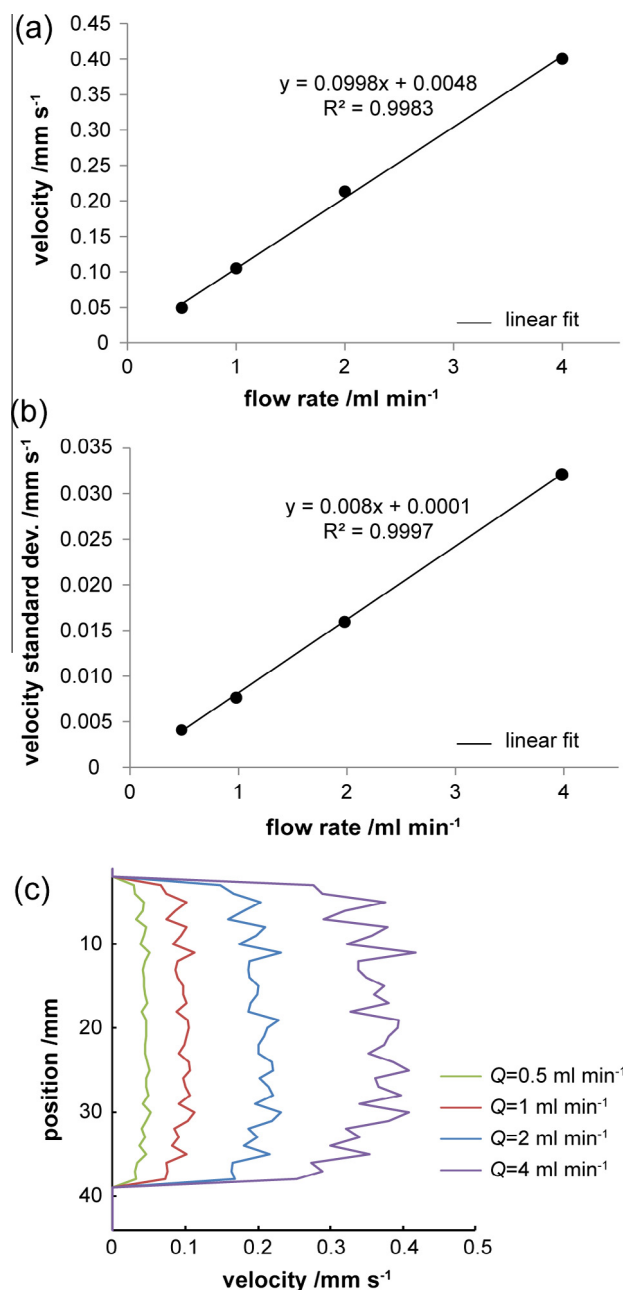 (a)
0.45
0.40
0.35
0.30
0.25
0.20
0.15
0.10
0.05
0
velocity /mm s⁻¹
y = 0.0998x + 0.0048
R² = 0.9983
linear fit
0 1 2 3 4
flow rate /ml min⁻¹
(b)
0.035
0.030
0.025
0.020
0.015
0.010
0.005
0
velocity standard dev. /mm s⁻¹
y = 0.008x + 0.0001
R² = 0.9997
linear fit
0 1 2 3 4
flow rate /ml min⁻¹
(c)
10
20
30
40
position /mm
Q=0.5 ml min⁻¹
Q=1 ml min⁻¹
Q=2 ml min⁻¹
Q=4 ml min⁻¹
0 0.1 0.2 0.3 0.4 0.5
velocity /mm s⁻¹